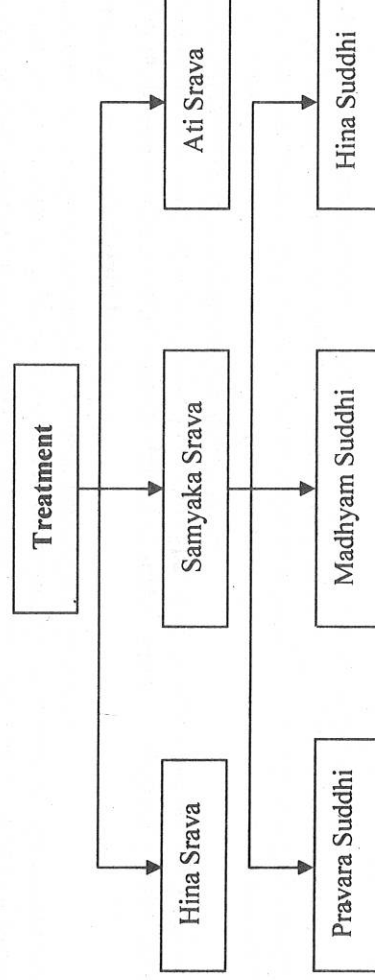 Treatment
Hina Srava
Samyaka Srava
Ati Srava
Pravara Suddhi
Madhyam Suddhi
Hina Suddhi